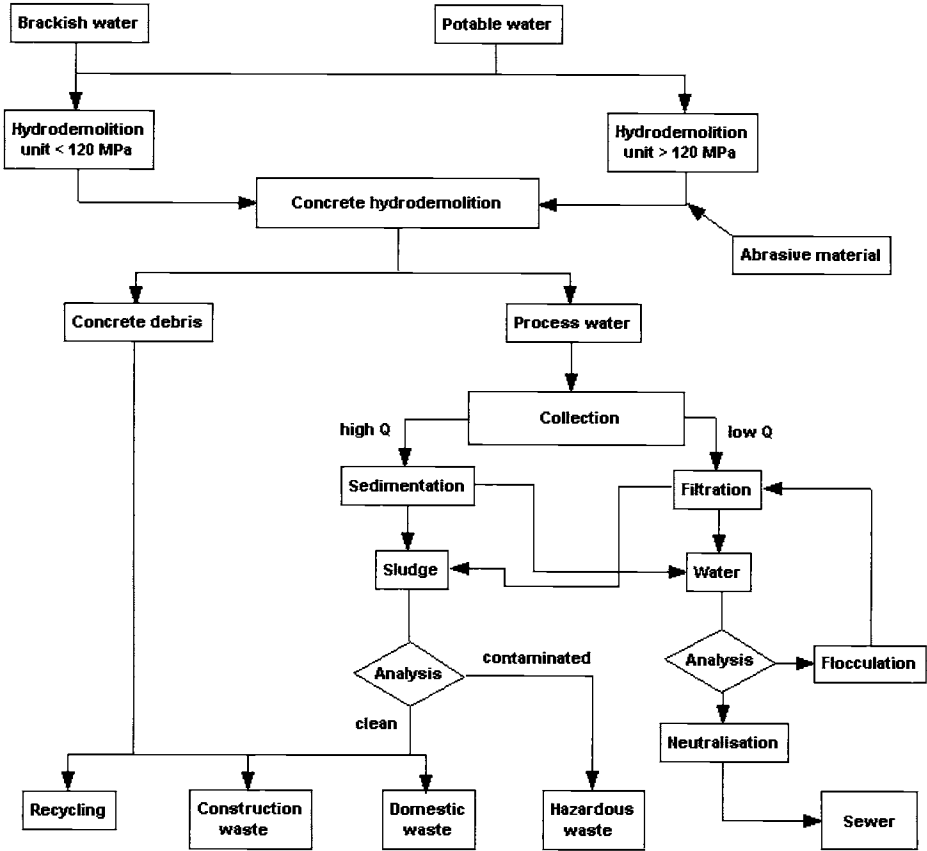 Brackish water
Potable water
Hydrodemolition
unit < 120 MPa
Hydrodemolition
unit > 120 MPa
Concrete hydrodemolition
Abrasive material
Concrete debris
Process water
Collection
high Q
low Q
Sedimentation
Filtration
Sludge
Water
Analysis
contaminated
clean
Analysis
Flocculation
Neutralisation
Recycling
Construction
waste
Domestic
waste
Hazardous
waste
Sewer